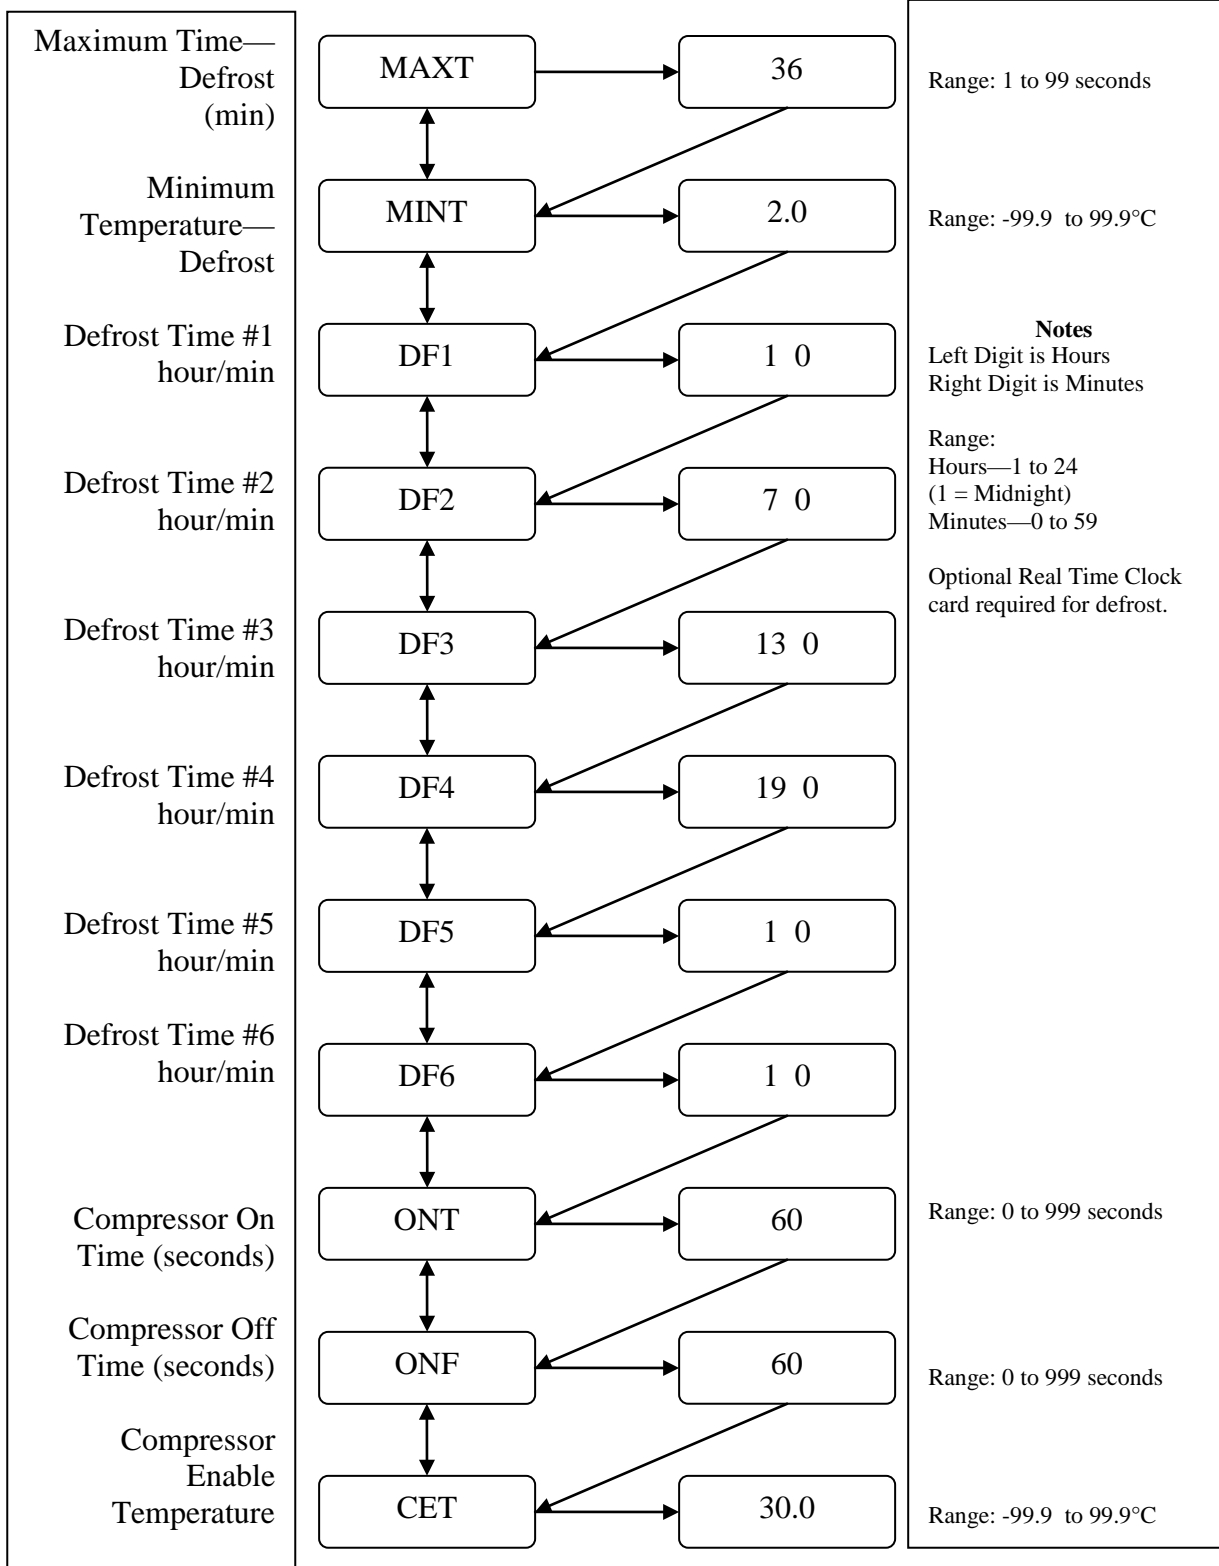 Maximum Time—
Defrost
(min)
MAXT
36
Range: 1 to 99 seconds
Minimum
Temperature—
Defrost
MINT
2.0
Range: -99.9  to 99.9°C
Defrost Time #1
hour/min
DF1
1  0
Notes
Left Digit is Hours
Right Digit is Minutes
Range:
Hours—1 to 24
(1 = Midnight)
Minutes—0 to 59
Optional Real Time Clock
card required for defrost.
Defrost Time #2
hour/min
DF2
7  0
Defrost Time #3
hour/min
DF3
13  0
Defrost Time #4
hour/min
DF4
19  0
Defrost Time #5
hour/min
DF5
1  0
Defrost Time #6
hour/min
DF6
1  0
Compressor On
Time (seconds)
ONT
60
Range: 0 to 999 seconds
Compressor Off
Time (seconds)
ONF
60
Range: 0 to 999 seconds
Compressor
Enable
Temperature
CET
30.0
Range: -99.9  to 99.9°C